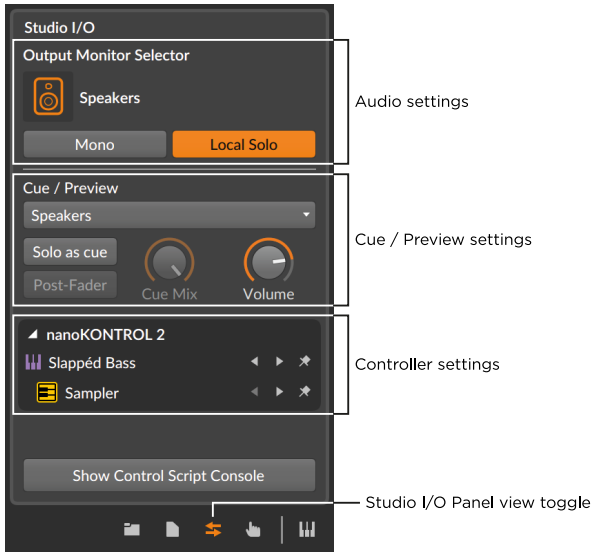 Studio I/O
Output Monitor Selector
Speakers
Mono
Local Solo
Audio settings
Cue / Preview
Speakers
Solo as cue
Post-Fader
Cue Mix
Volume
Cue / Preview settings
nanoKONTROL 2
Slappéd Bass
Sampler
Controller settings
Show Control Script Console
Studio I/O Panel view toggle